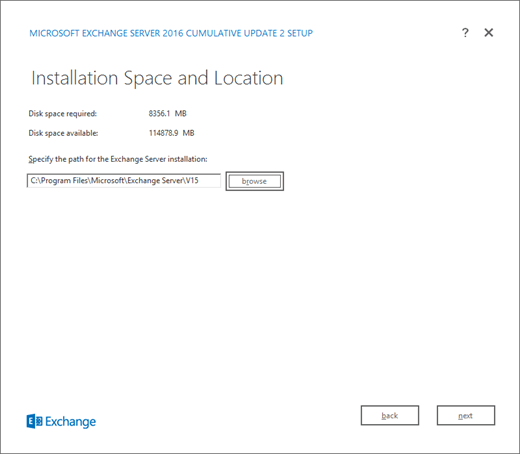 MICROSOFT EXCHANGE SERVER 2016 CUMULATIVE UPDATE 2 SETUP ? ✕
Installation Space and Location
Disk space required: 8356.1 MB
Disk space available: 114878.9 MB
Specify the path for the Exchange Server installation:
C:\Program Files\Microsoft\Exchange Server\V15 browse
E Exchange back next